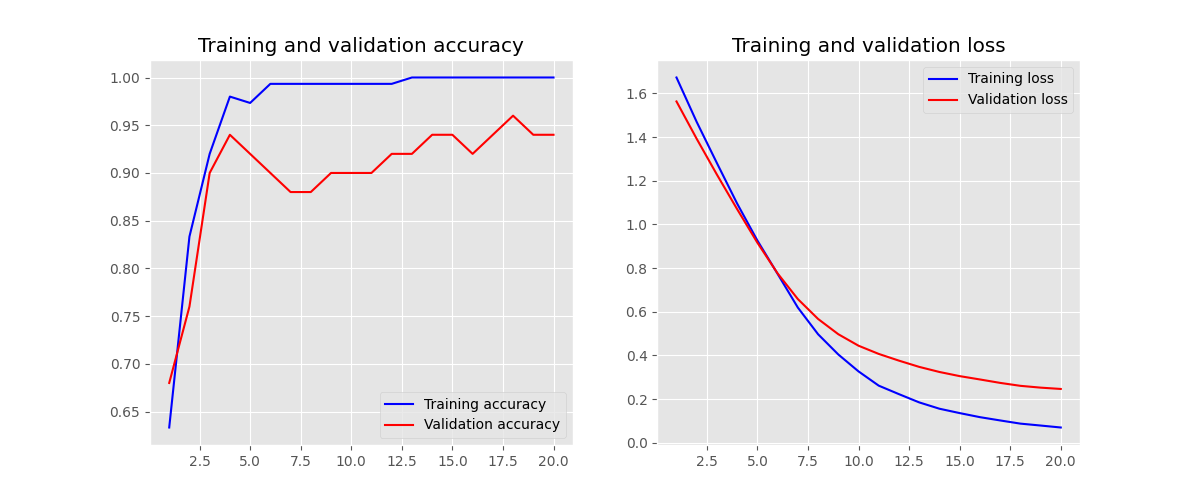 Training and validation accuracy
1.00
0.95
0.90
0.85
0.80
0.75
0.70
0.65
Training accuracy
Validation accuracy
2.5 5.0 7.5 10.0 12.5 15.0 17.5 20.0
Training and validation loss
Training loss
Validation loss
1.6
1.4
1.2
1.0
0.8
0.6
0.4
0.2
0.0
2.5 5.0 7.5 10.0 12.5 15.0 17.5 20.0